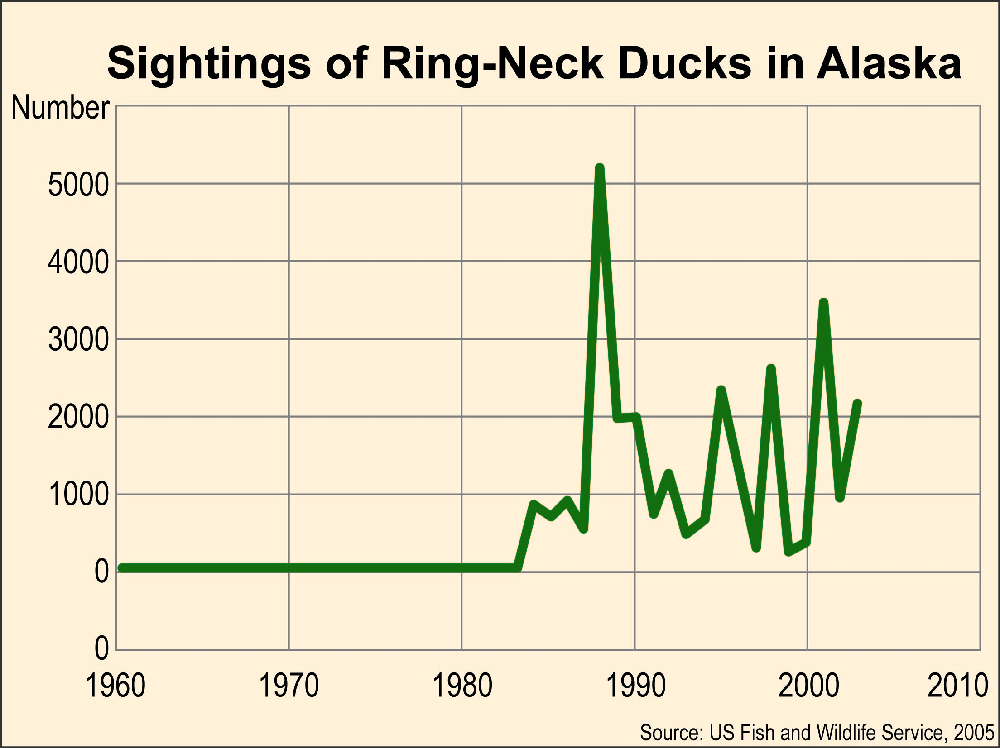 Sightings of Ring-Neck Ducks in Alaska
Number
5000
4000
3000
2000
1000
0
0
1960 1970 1980 1990 2000 2010
Source: US Fish and Wildlife Service, 2005